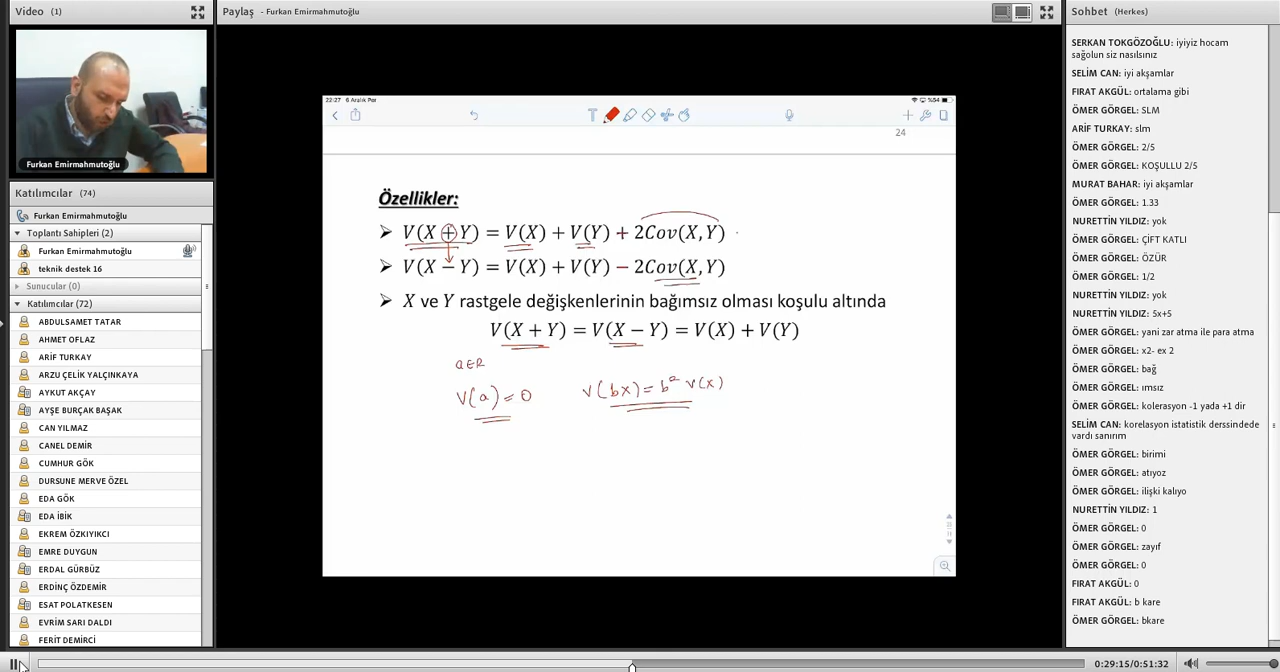 Video (1)
Furkan Emirmahmutoğlu
Katılımcılar (74)
Furkan Emirmahmutoğlu
Toplantı Sahipleri (2)
Furkan Emirmahmutoğlu
teknik destek 16
Sunucular (0)
Katılımcılar (72)
ABDULSAMET TATAR
AHMET OFLAZ
ARİF TURKAY
ARZU ÇELİK YALÇINKAYA
AYKUT AKÇAY
AYŞE BURÇAK BAŞAK
CAN YILMAZ
CANEL DEMİR
CUMHUR GÖK
DURSUNE MERVE ÖZEL
EDA GÖK
EDA İBİK
EKREM ÖZKIYIKCI
EMRE DUYGUN
ERDAL GÜRBÜZ
ERDİNÇ ÖZDEMİR
ESAT POLATKESEN
EVRİM SARI DALDI
FERİT DEMİRCİ
Paylaş - Furkan Emirmahmutoğlu
22:27 6 Aralık Paz
%54
T
24
Özellikler:
➤ V(X + Y) = V(X) + V(Y) + 2Cov(X, Y)
➤ V(X − Y) = V(X) + V(Y) − 2Cov(X, Y)
➤ X ve Y rastgele değişkenlerinin bağımsız olması koşulu altında
V(X + Y) = V(X − Y) = V(X) + V(Y)
a∈R
V(a) = 0 V(bX) = b² V(X)
Sohbet (Herkes)
SERKAN TOKGÖZOĞLU: iyiyiz hocam
sağolun siz nasılsınız
SELİM CAN: iyi akşamlar
FIRAT AKGÜL: ortalama gibi
ÖMER GÖRGEL: SLM
ARİF TURKAY: slm
ÖMER GÖRGEL: 2/5
ÖMER GÖRGEL: KOŞULLU 2/5
MURAT BAHAR: iyi akşamlar
ÖMER GÖRGEL: 1.33
NURETTİN YILDIZ: yok
ÖMER GÖRGEL: ÇİFT KATLI
ÖMER GÖRGEL: ÖZÜR
ÖMER GÖRGEL: 1/2
NURETTİN YILDIZ: yok
NURETTİN YILDIZ: 5x+5
ÖMER GÖRGEL: yani zar atma ile para atma
ÖMER GÖRGEL: x2- ex 2
ÖMER GÖRGEL: bağ
ÖMER GÖRGEL: ımsız
ÖMER GÖRGEL: kolerasyon -1 yada +1 dir
SELİM CAN: korelasyon istatistik derssindede
vardı sanırım
ÖMER GÖRGEL: birimi
ÖMER GÖRGEL: atıyoz
ÖMER GÖRGEL: ilişki kalıyo
NURETTİN YILDIZ: 1
ÖMER GÖRGEL: 0
ÖMER GÖRGEL: zayıf
ÖMER GÖRGEL: 0
FIRAT AKGÜL: 0
FIRAT AKGÜL: b kare
ÖMER GÖRGEL: bkare
0:29:15/0:51:32